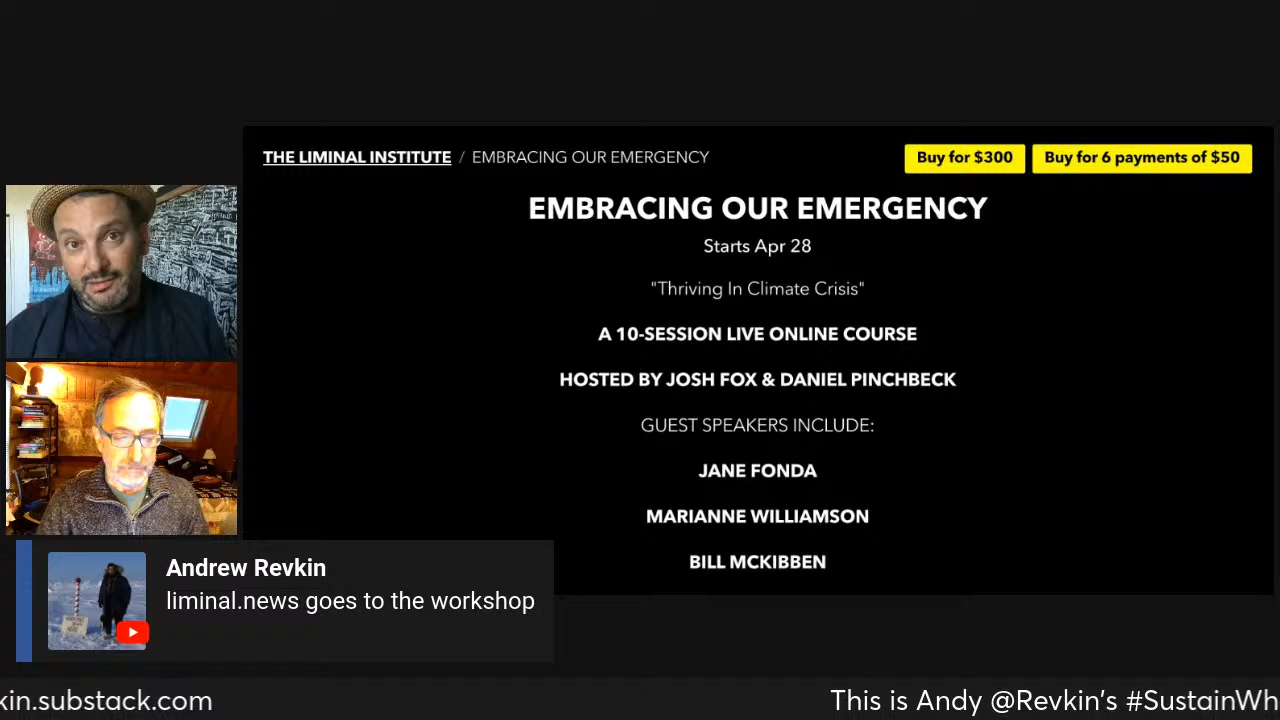 THE LIMINAL INSTITUTE / EMBRACING OUR EMERGENCY
Buy for $300
Buy for 6 payments of $50
EMBRACING OUR EMERGENCY
Starts Apr 28
"Thriving In Climate Crisis"
A 10-SESSION LIVE ONLINE COURSE
HOSTED BY JOSH FOX & DANIEL PINCHBECK
GUEST SPEAKERS INCLUDE:
JANE FONDA
MARIANNE WILLIAMSON
BILL MCKIBBEN
Andrew Revkin
liminal.news goes to the workshop
kin.substack.com
This is Andy @Revkin's #SustainWh